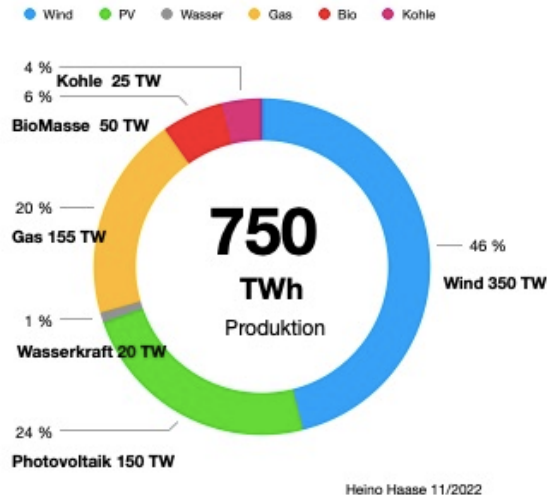 Wind PV Wasser Gas Bio Kohle
4 %
Kohle 25 TW
6 %
BioMasse 50 TW
20 %
Gas 155 TW
750
TWh
Produktion
46 %
Wind 350 TW
1 %
Wasserkraft 20 TW
24 %
Photovoltaik 150 TW
Heino Haase 11/2022